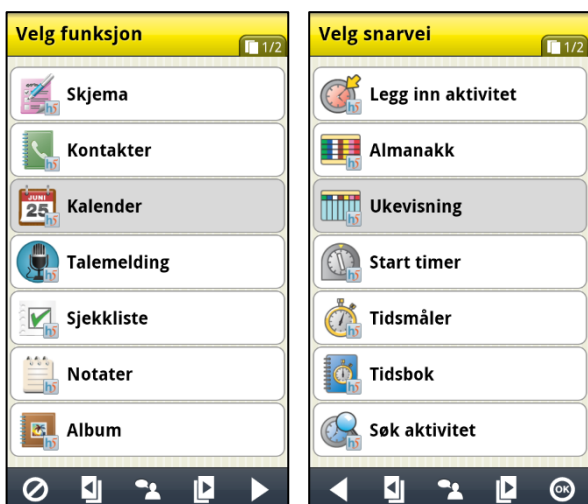 Velg funksjon
1/2
Skjema
Kontakter
JUNI
25
Kalender
Talemelding
Sjekkliste
Notater
Album
Velg snarvei
1/2
Legg inn aktivitet
Almanakk
Ukevisning
Start timer
Tidsmåler
Tidsbok
Søk aktivitet
OK